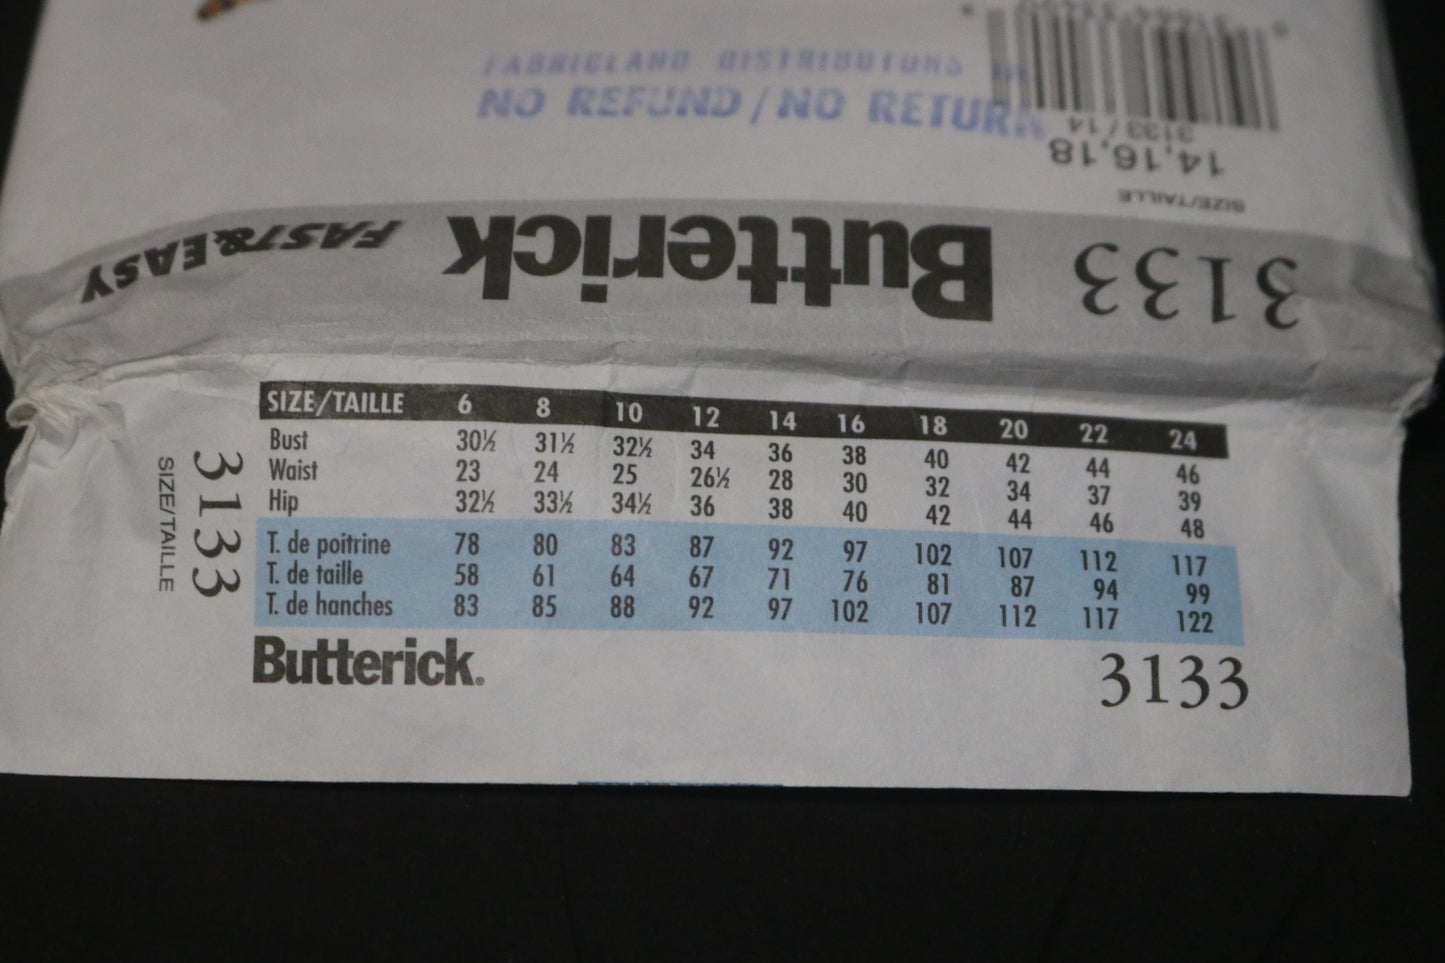 FABRICLAND DISTRIBUTORS
NO REFUND / NO RETURN
3133 / 14
14,16,18
SIZE/TAILLE
3133 Butterick FAST&EASY
SIZE/TAILLE 6 8 10 12 14 16 18 20 22 24
Bust 30½ 31½ 32½ 34 36 38 40 42 44 46
Waist 23 24 25 26½ 28 30 32 34 37 39
Hip 32½ 33½ 34½ 36 38 40 42 44 46 48
T. de poitrine 78 80 83 87 92 97 102 107 112 117
T. de taille 58 61 64 67 71 76 81 87 94 99
T. de hanches 83 85 88 92 97 102 107 112 117 122
3133
SIZE/TAILLE
Butterick. 3133